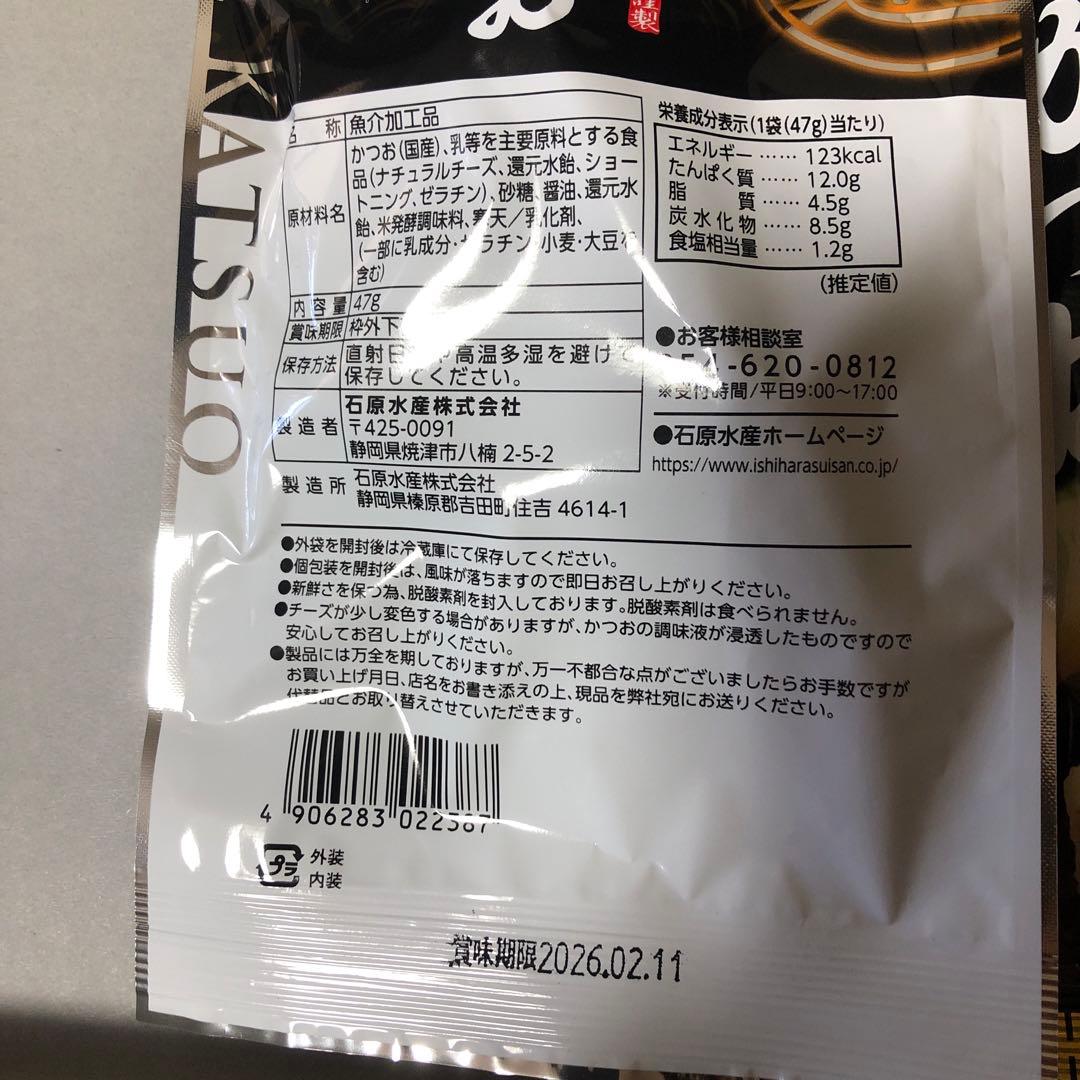 謹製
KATSUO
名 称 魚介加工品
原材料名
かつお(国産)、乳等を主要原料とする食
品(ナチュラルチーズ、還元水飴、ショー
トニング、ゼラチン)、砂糖、醤油、還元水
飴、米発酵調味料、寒天/乳化剤、
(一部に乳成分・ゼラチン・小麦・大豆を
含む)
内容量 47g
賞味期限 枠外下
保存方法 直射日 高温多湿を避けて
保存してください。
製造者 石原水産株式会社
〒425-0091
静岡県焼津市八楠 2-5-2
製造所 石原水産株式会社
静岡県榛原郡吉田町住吉 4614-1
栄養成分表示(1袋(47g)当たり)
エネルギー …… 123kcal
たんぱく質 …… 12.0g
脂 質 …… 4.5g
炭水化物 …… 8.5g
食塩相当量 …… 1.2g
(推定値)
●お客様相談室
054-620-0812
※受付時間/平日9:00〜17:00
●石原水産ホームページ
https://www.ishiharasuisan.co.jp/
●外袋を開封後は冷蔵庫にて保存してください。
●個包装を開封後は、風味が落ちますので即日お召し上がりください。
●新鮮さを保つ為、脱酸素剤を封入しております。脱酸素剤は食べられません。
●チーズが少し変色する場合がありますが、かつおの調味液が浸透したものですので
安心してお召し上がりください。
●製品には万全を期しておりますが、万一不都合な点がございましたらお手数ですが
お買い上げ月日、店名をお書き添えの上、現品を弊社宛にお送りください。
代替品とお取り替えさせていただきます。
4 906283 022387
プラ 外装
内装
賞味期限2026.02.11